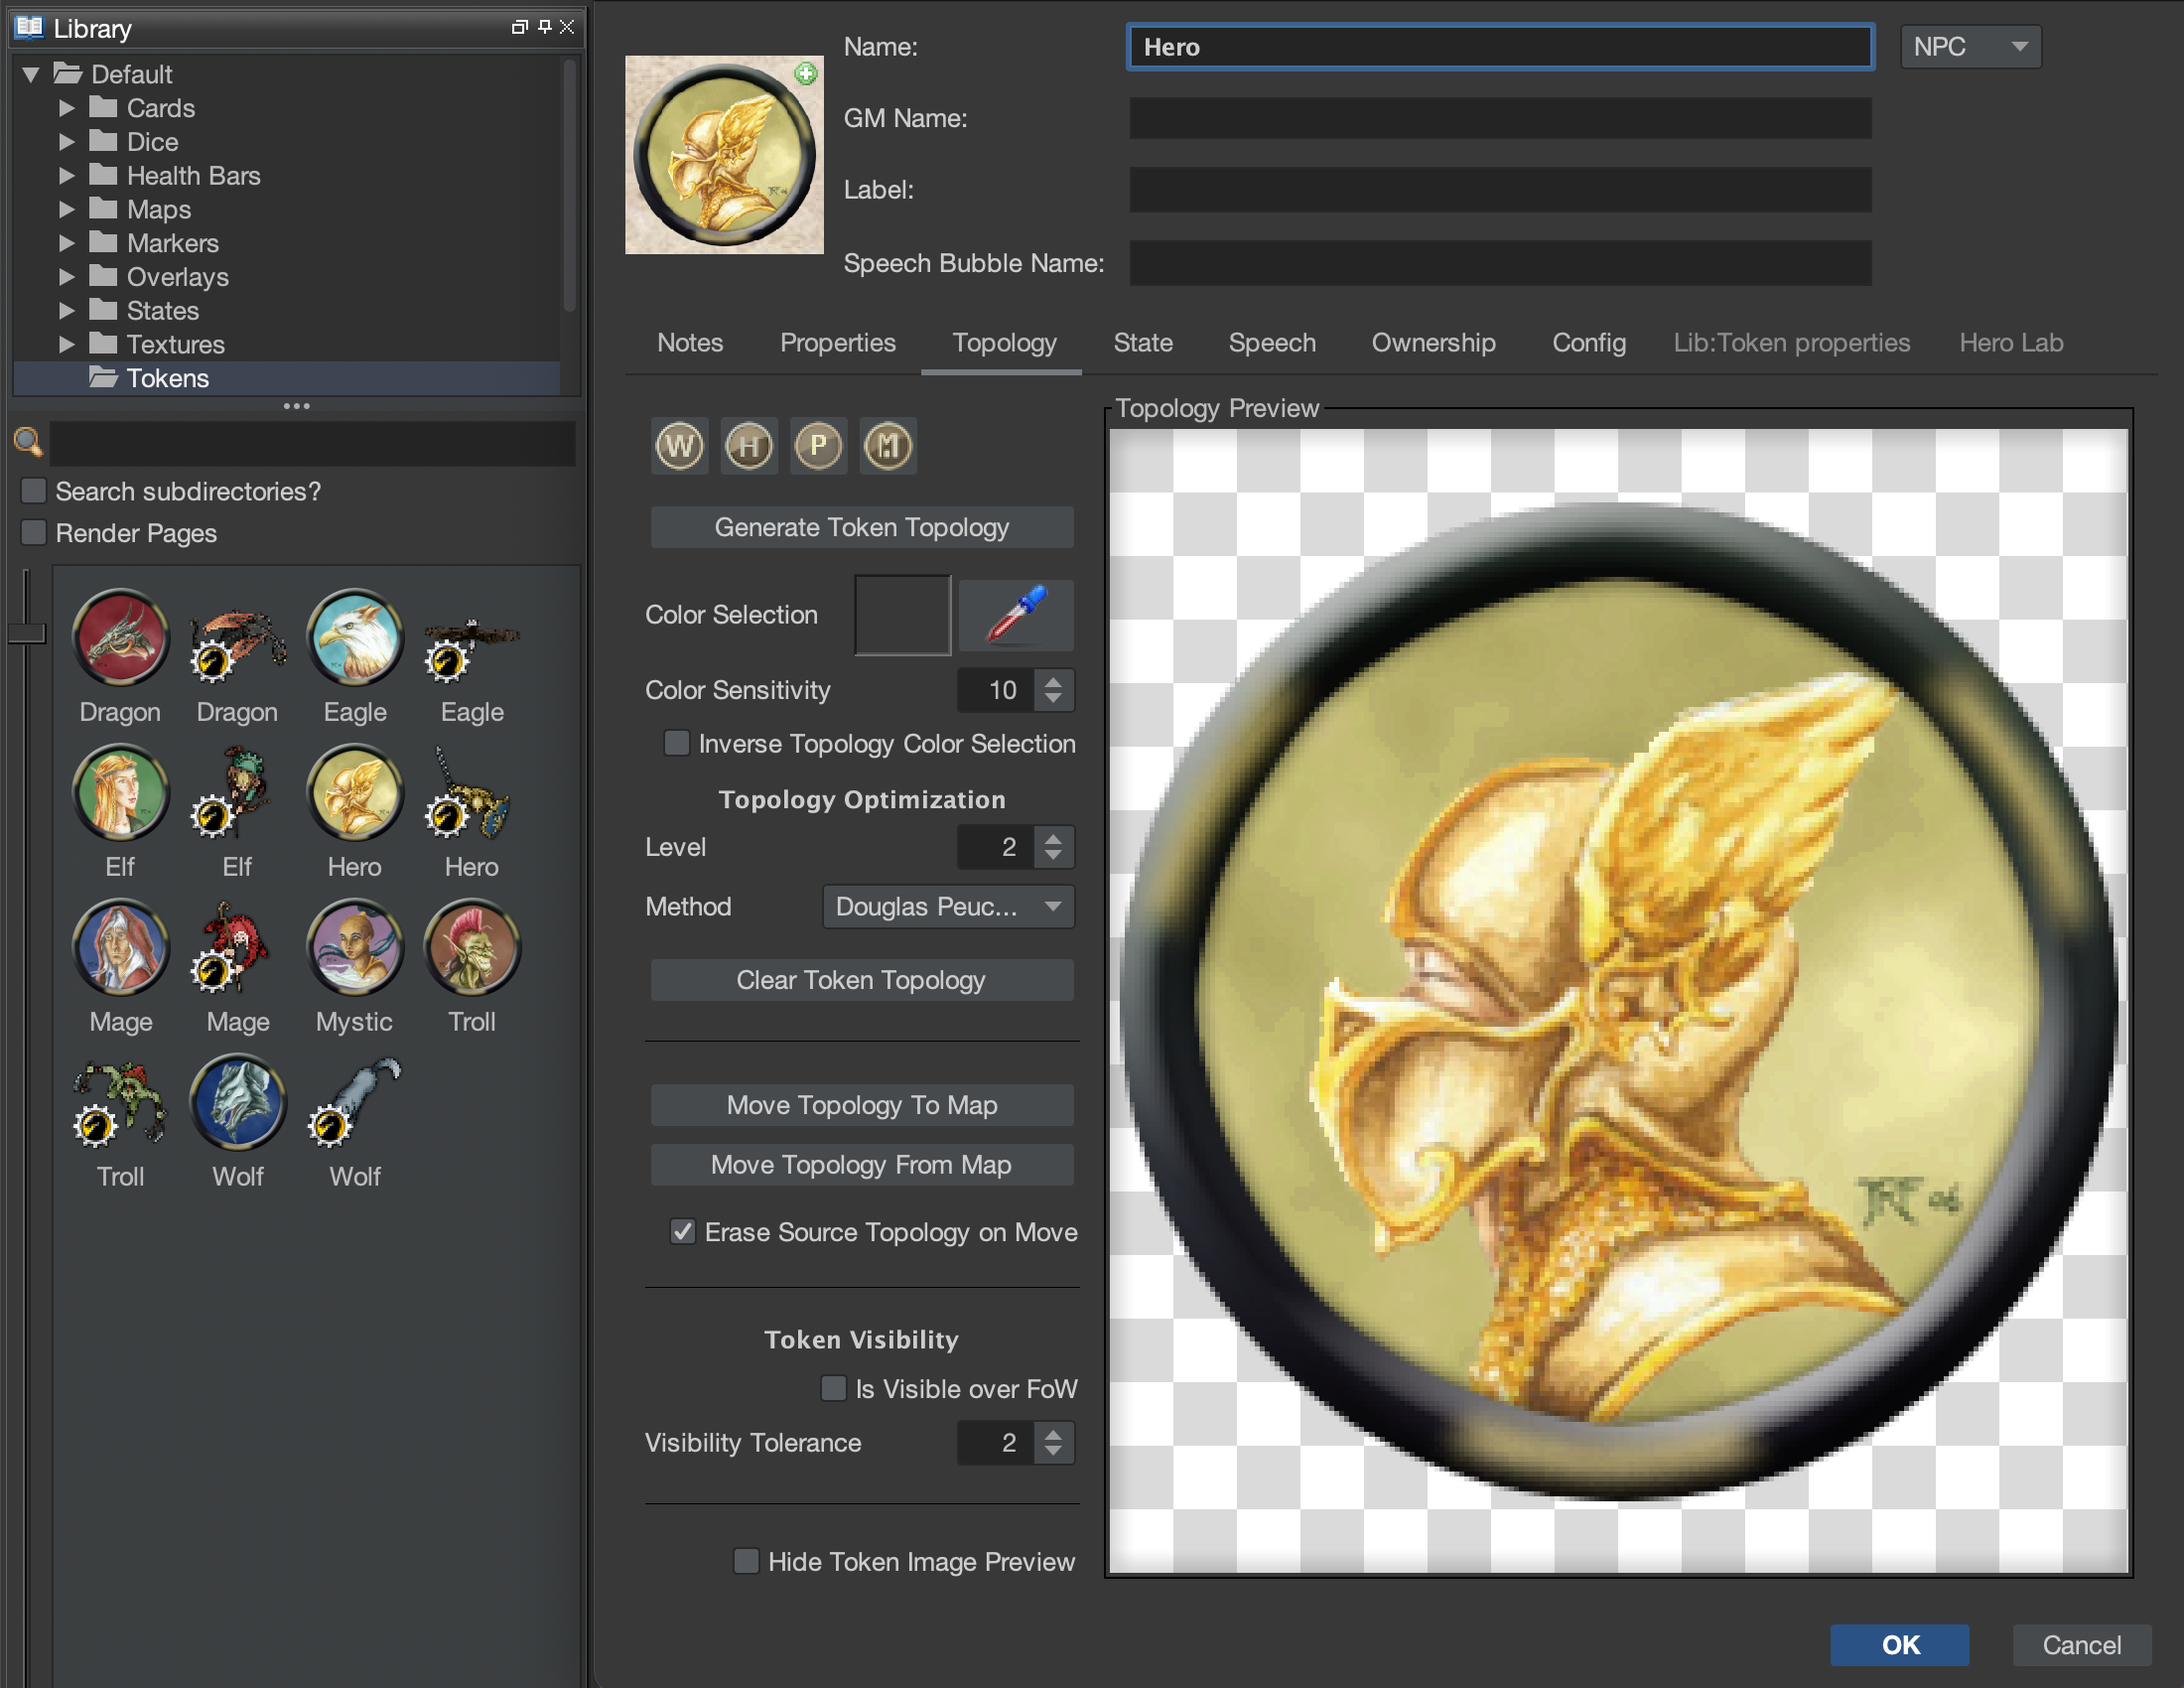 Library
Default
Cards
Dice
Health Bars
Maps
Markers
Overlays
States
Textures
Tokens
Search subdirectories?
Render Pages
Dragon Dragon Eagle Eagle
Elf Elf Hero Hero
Mage Mage Mystic Troll
Troll Wolf Wolf
Name: Hero NPC
GM Name:
Label:
Speech Bubble Name:
Notes Properties Topology State Speech Ownership Config Lib:Token properties Hero Lab
W H P M
Generate Token Topology
Color Selection
Color Sensitivity 10
Inverse Topology Color Selection
Topology Optimization
Level 2
Method Douglas Peuc...
Clear Token Topology
Move Topology To Map
Move Topology From Map
Erase Source Topology on Move
Token Visibility
Is Visible over FoW
Visibility Tolerance 2
Hide Token Image Preview
Topology Preview
OK Cancel